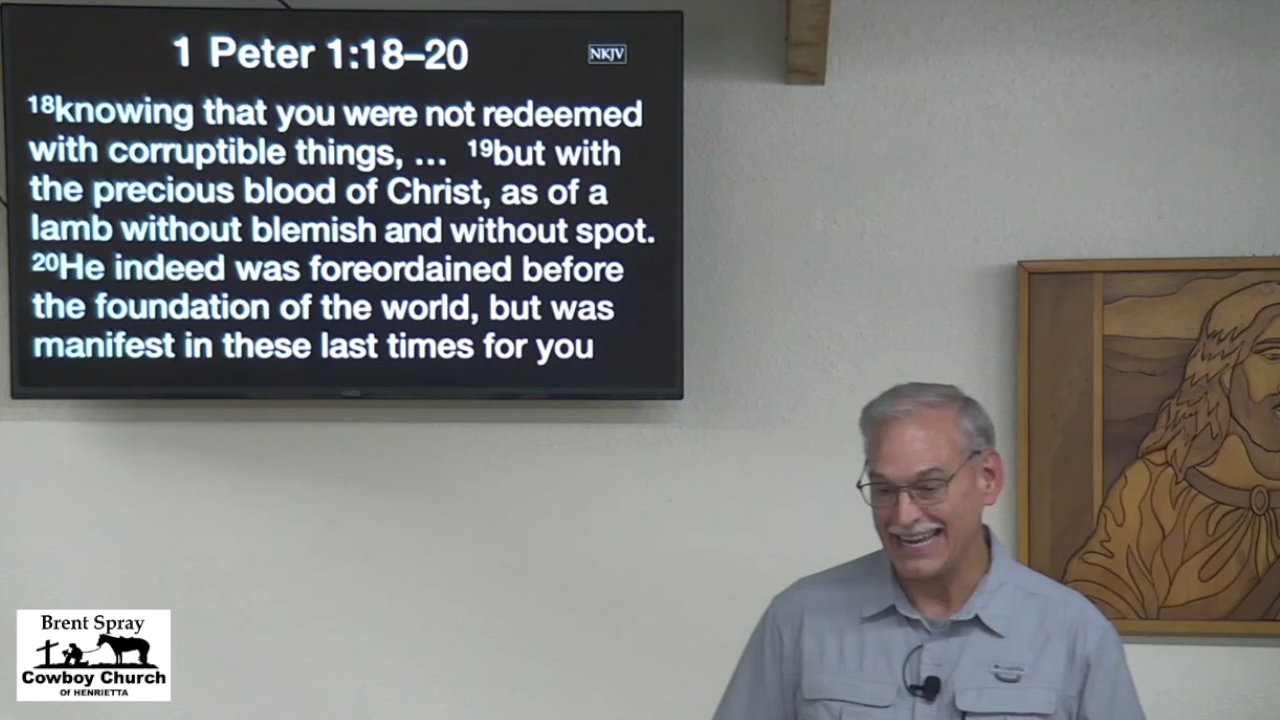 1 Peter 1:18–20
NKJV
18knowing that you were not redeemed
with corruptible things, ... 19but with
the precious blood of Christ, as of a
lamb without blemish and without spot.
20He indeed was foreordained before
the foundation of the world, but was
manifest in these last times for you
Brent Spray
Cowboy Church
OF HENRIETTA